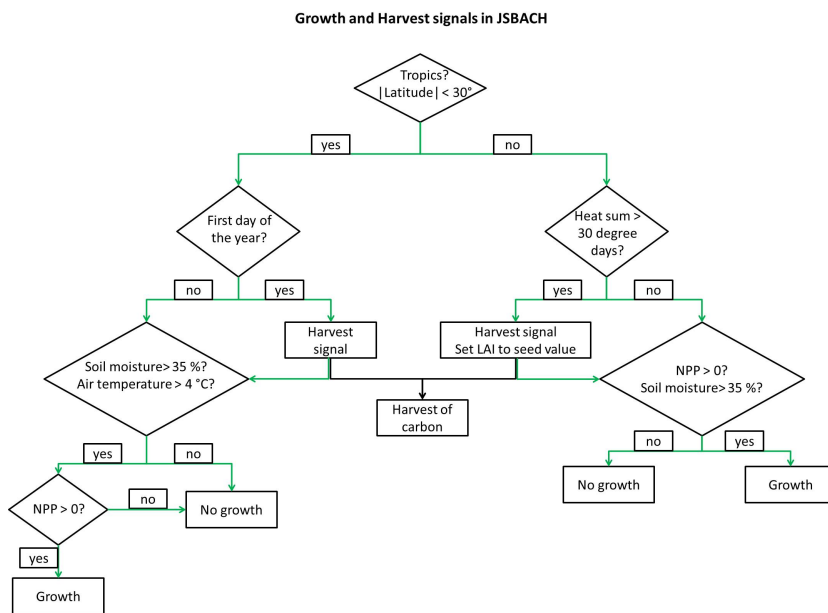 Growth and Harvest signals in JSBACH
Tropics?
|Latitude| < 30°
yes
no
First day of
the year?
Heat sum >
30 degree
days?
no
yes
yes
no
Harvest
signal
Harvest signal
Set LAI to seed value
Soil moisture> 35 %?
Air temperature > 4 °C?
NPP > 0?
Soil moisture> 35 %?
Harvest of
carbon
yes
no
no
yes
NPP > 0?
no
No growth
No growth
Growth
yes
Growth